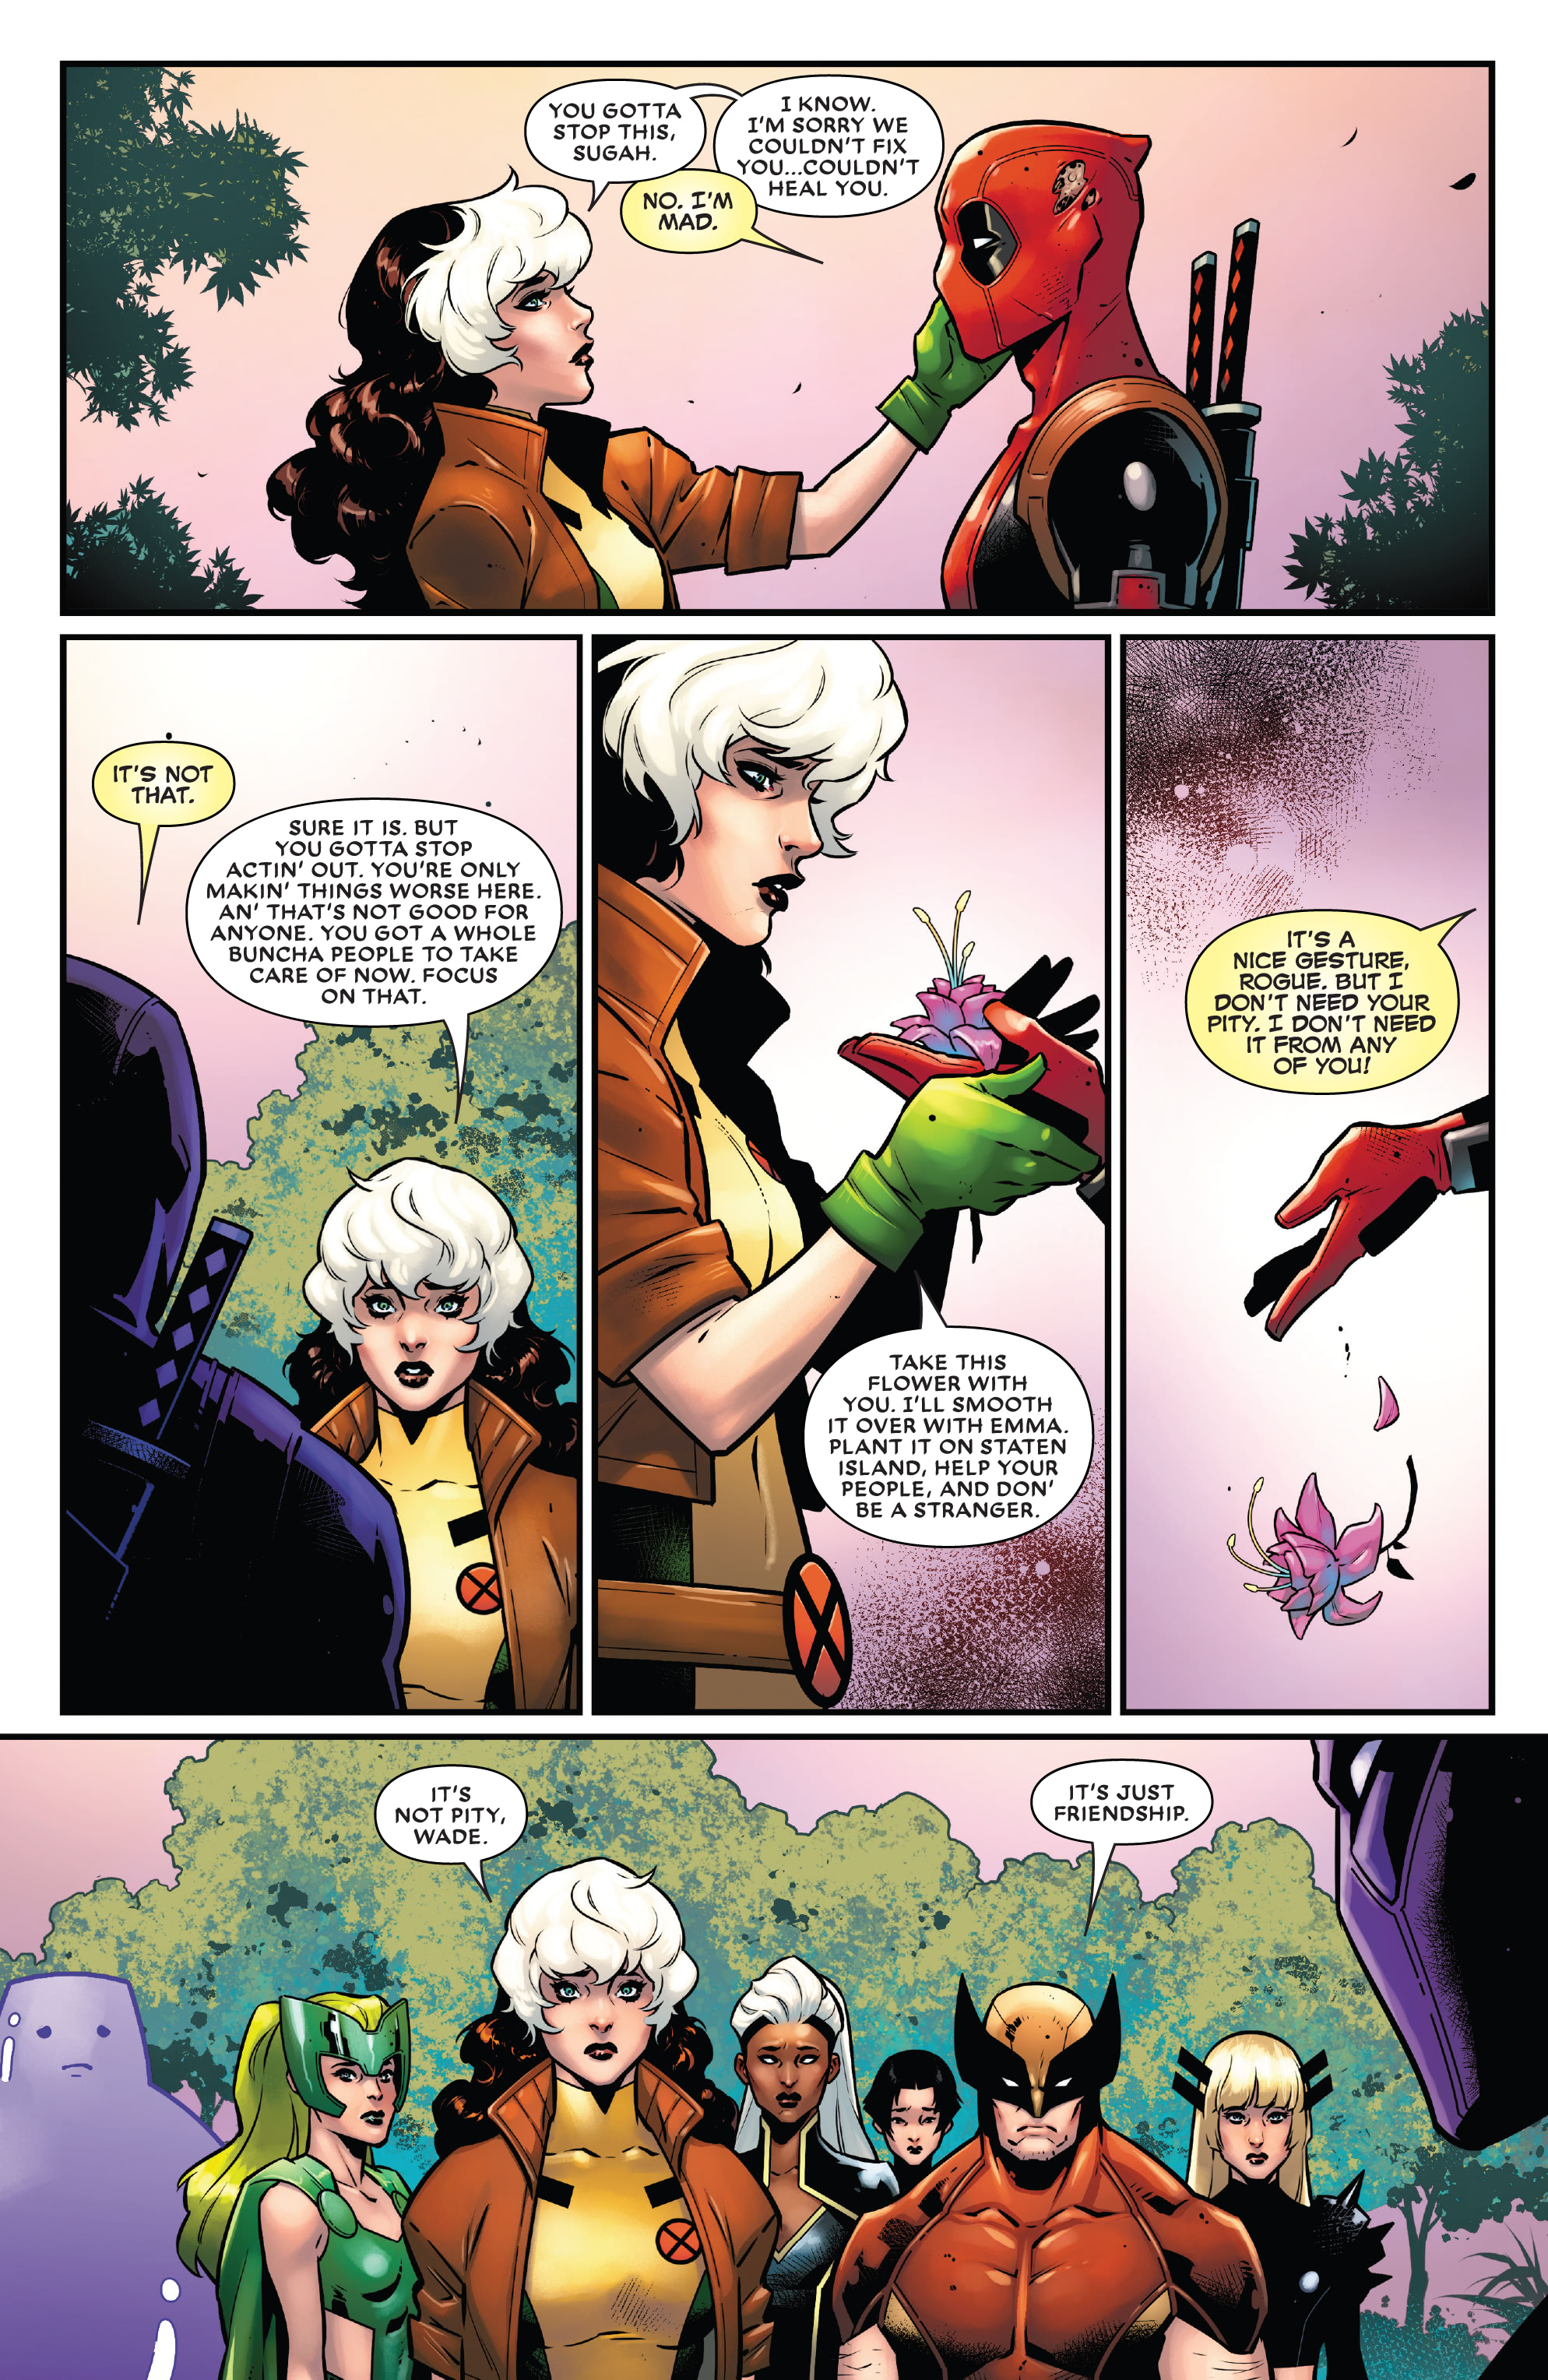 YOU GOTTA
STOP THIS,
SUGAH.
NO. I'M
MAD.
I KNOW.
I'M SORRY WE
COULDN'T FIX
YOU...COULDN'T
HEAL YOU.
IT'S NOT
THAT.
SURE IT IS. BUT
YOU GOTTA STOP
ACTIN' OUT. YOU'RE ONLY
MAKIN' THINGS WORSE HERE.
AN' THAT'S NOT GOOD FOR
ANYONE. YOU GOT A WHOLE
BUNCHA PEOPLE TO TAKE
CARE OF NOW. FOCUS
ON THAT.
TAKE THIS
FLOWER WITH
YOU. I'LL SMOOTH
IT OVER WITH EMMA.
PLANT IT ON STATEN
ISLAND, HELP YOUR
PEOPLE, AND DON'
BE A STRANGER.
IT'S A
NICE GESTURE,
ROGUE. BUT I
DON'T NEED YOUR
PITY. I DON'T NEED
IT FROM ANY
OF YOU!
IT'S
NOT PITY,
WADE.
IT'S JUST
FRIENDSHIP.